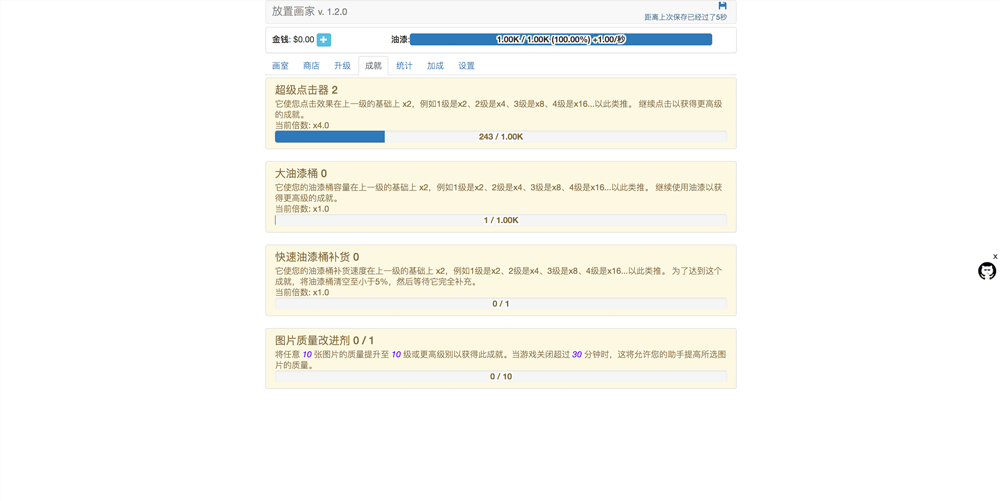 放置画家 v. 1.2.0
距离上次保存已经过了5秒
金钱: $0.00
油漆: 1.00K / 1.00K (100.00%) +1.00/秒
画室 商店 升级 成就 统计 加成 设置
超级点击器 2
它使您点击效果在上一级的基础上 x2，例如1级是x2、2级是x4、3级是x8、4级是x16...以此类推。 继续点击以获得更高级
的成就。
当前倍数: x4.0
243 / 1.00K
大油漆桶 0
它使您的油漆桶容量在上一级的基础上 x2，例如1级是x2、2级是x4、3级是x8、4级是x16...以此类推。 继续使用油漆以获
得更高级的成就。
当前倍数: x1.0
1 / 1.00K
快速油漆桶补货 0
它使您的油漆桶补货速度在上一级的基础上 x2，例如1级是x2、2级是x4、3级是x8、4级是x16...以此类推。 为了达到这个
成就，将油漆桶清空至小于5%，然后等待它完全补充。
当前倍数: x1.0
0 / 1
图片质量改进剂 0 / 1
将任意 10 张图片的质量提升至 10 级或更高级别以获得此成就。当游戏关闭超过 30 分钟时，这将允许您的助手提高所选图
片的质量。
0 / 10
x